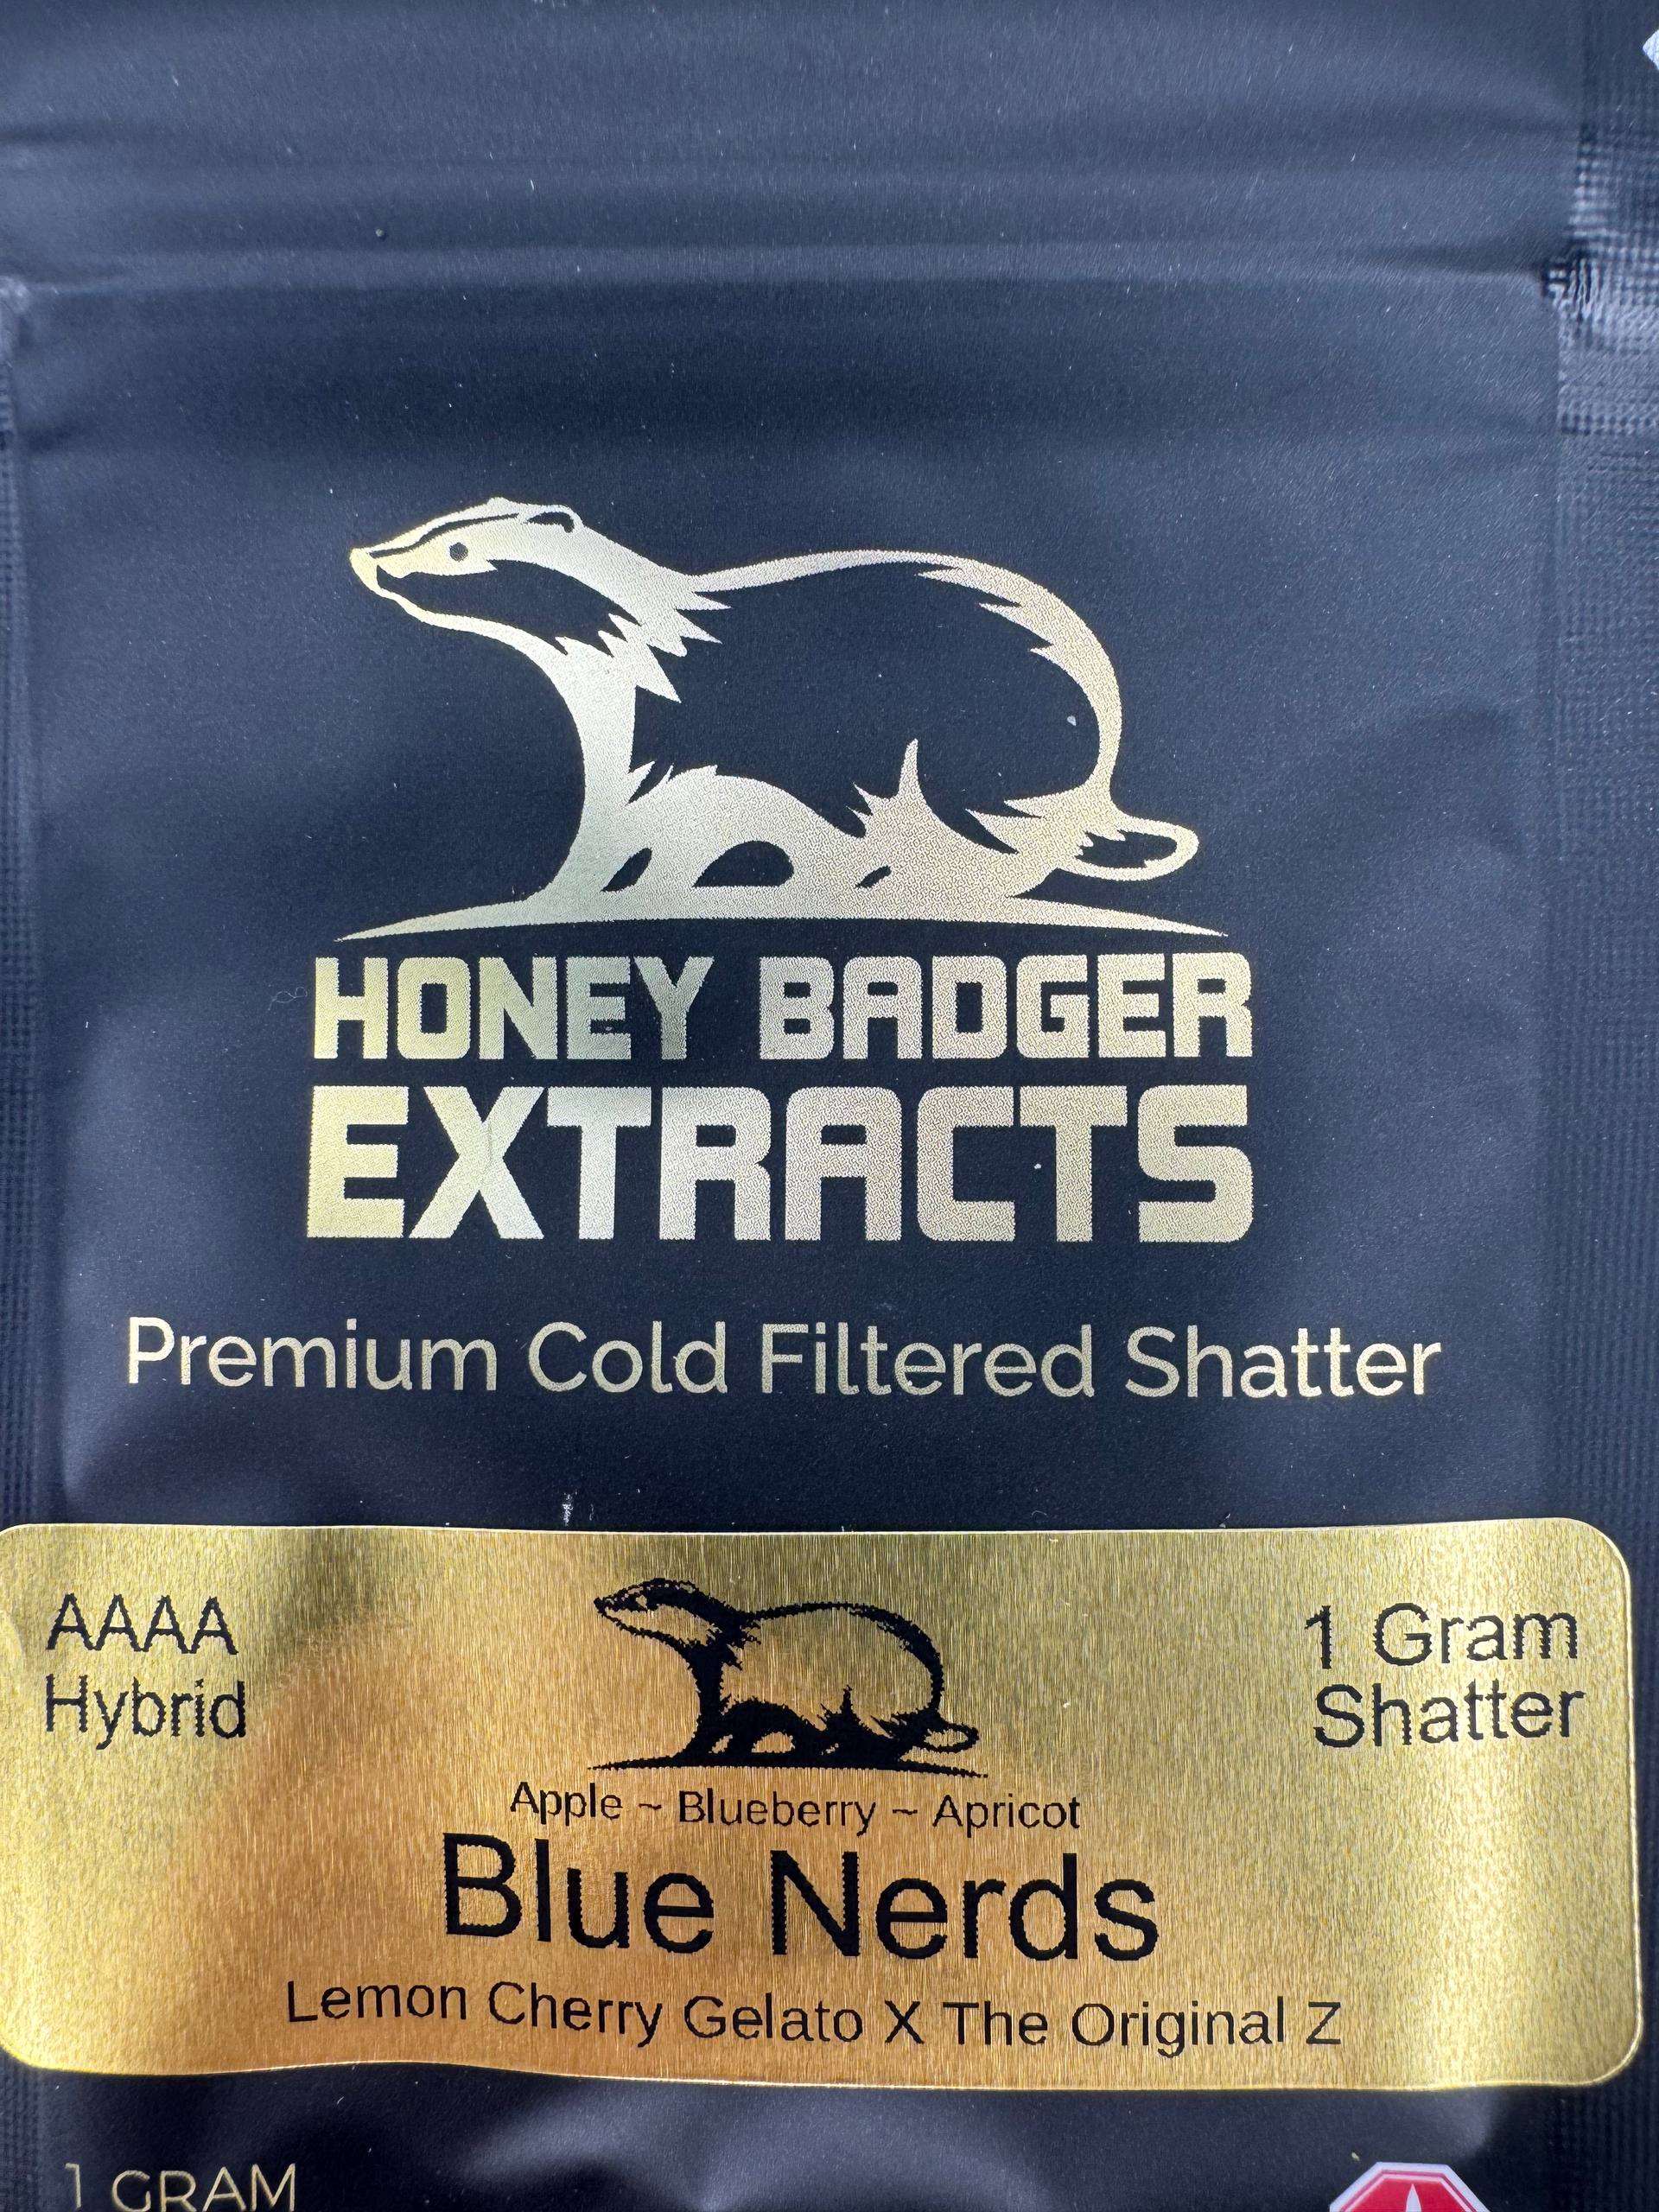 HONEY BADGER
EXTRACTS
Premium Cold Filtered Shatter
AAAA
Hybrid
1 Gram
Shatter
Apple ~ Blueberry ~ Apricot
Blue Nerds
Lemon Cherry Gelato X The Original Z
1 GRAM